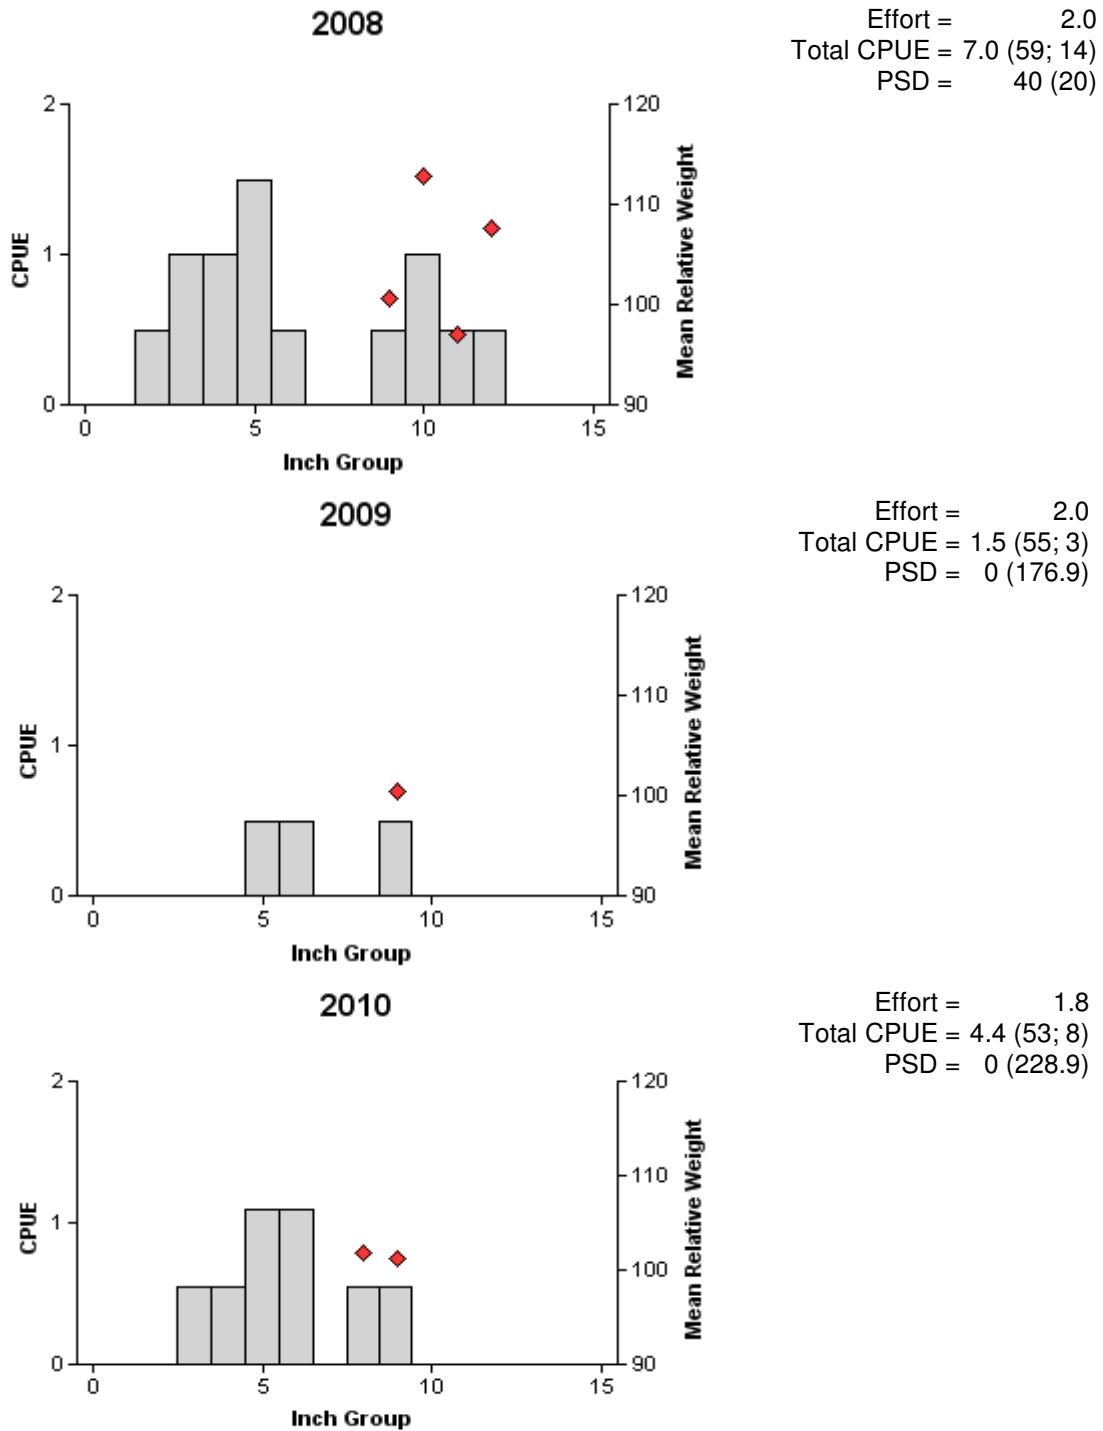 2008
Effort = 2.0
Total CPUE = 7.0 (59; 14)
PSD = 40 (20)
2
1
0
CPUE
120
110
100
90
Mean Relative Weight
0 5 10 15
Inch Group
2009
Effort = 2.0
Total CPUE = 1.5 (55; 3)
PSD = 0 (176.9)
2
1
0
CPUE
120
110
100
90
Mean Relative Weight
0 5 10 15
Inch Group
2010
Effort = 1.8
Total CPUE = 4.4 (53; 8)
PSD = 0 (228.9)
2
1
0
CPUE
120
110
100
90
Mean Relative Weight
0 5 10 15
Inch Group